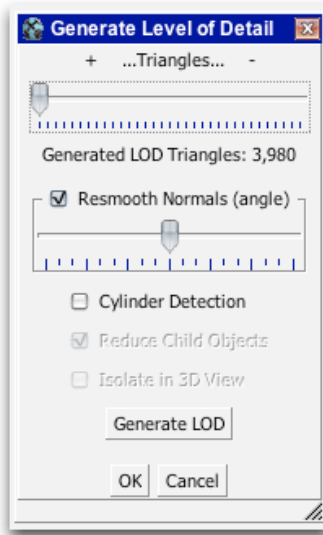 Generate Level of Detail
+ ...Triangles... -
Generated LOD Triangles: 3,980
Resmooth Normals (angle)
Cylinder Detection
Reduce Child Objects
Isolate in 3D View
Generate LOD
OK Cancel